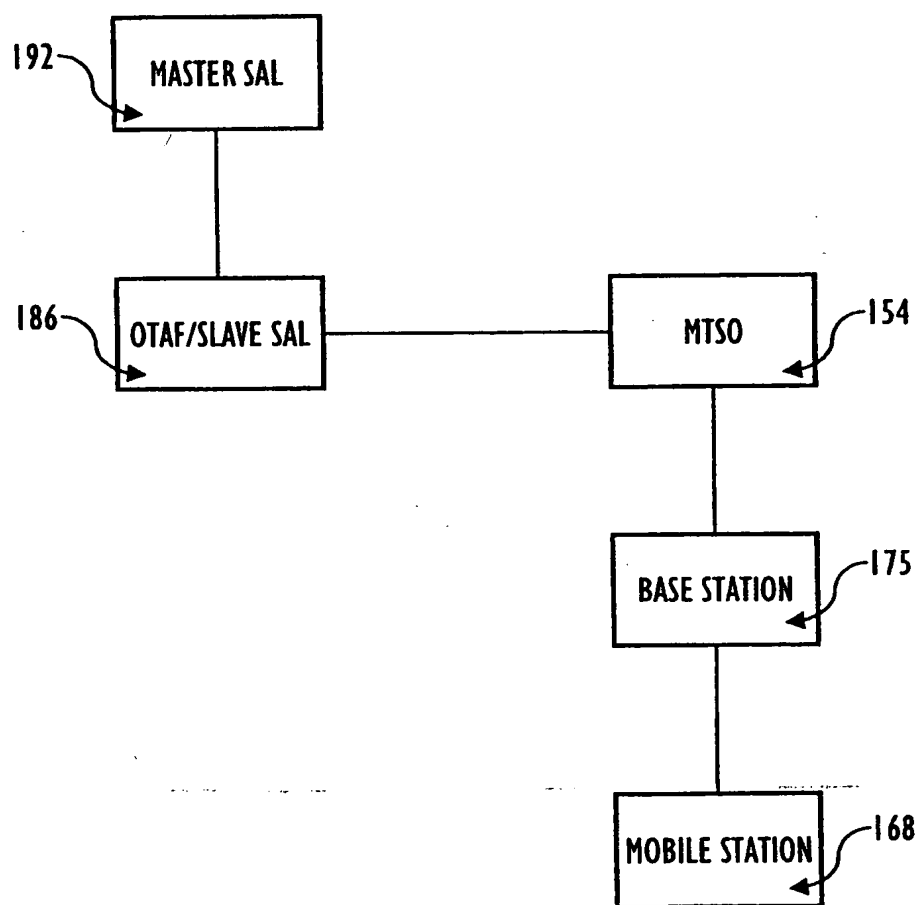 192
MASTER SAL
186
OTAF/SLAVE SAL
MTSO
154
BASE STATION
175
MOBILE STATION
168